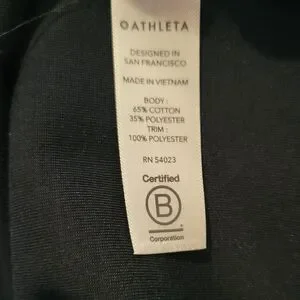 ATHLETA
DESIGNED IN
SAN FRANCISCO
MADE IN VIETNAM
BODY:
65% COTTON
35% POLYESTER
TRIM:
100% POLYESTER
RN 54023
Certified
B
Corporation